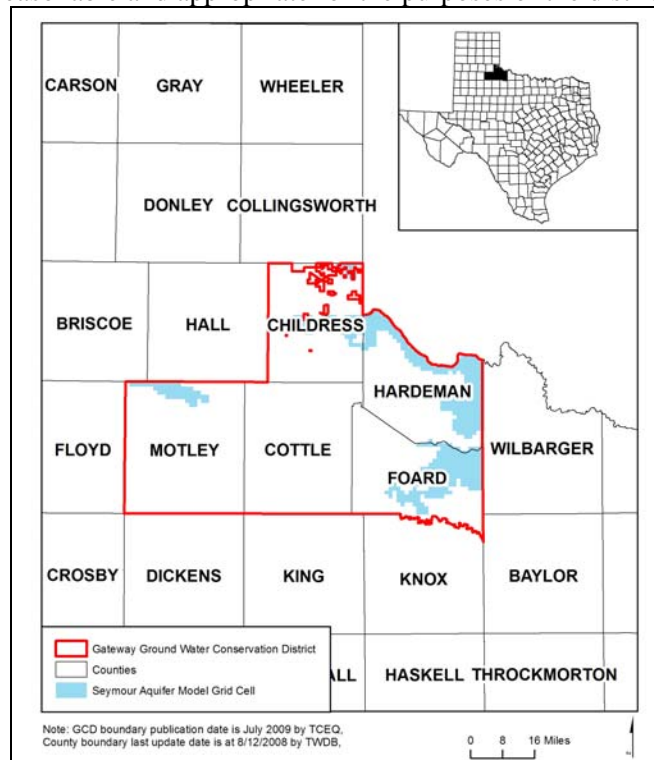 CARSON GRAY WHEELER
DONLEY COLLINGSWORTH
BRISCOE HALL CHILDRESS
HARDEMAN
FLOYD MOTLEY COTTLE WILBARGER
FOARD
CROSBY DICKENS KING KNOX BAYLOR
Gateway Ground Water Conservation District
Counties
Seymour Aquifer Model Grid Cell
ALL HASKELL THROCKMORTON
Note: GCD boundary publication date is July 2009 by TCEQ,
County boundary last update date is at 8/12/2008 by TWDB,
0 8 16 Miles